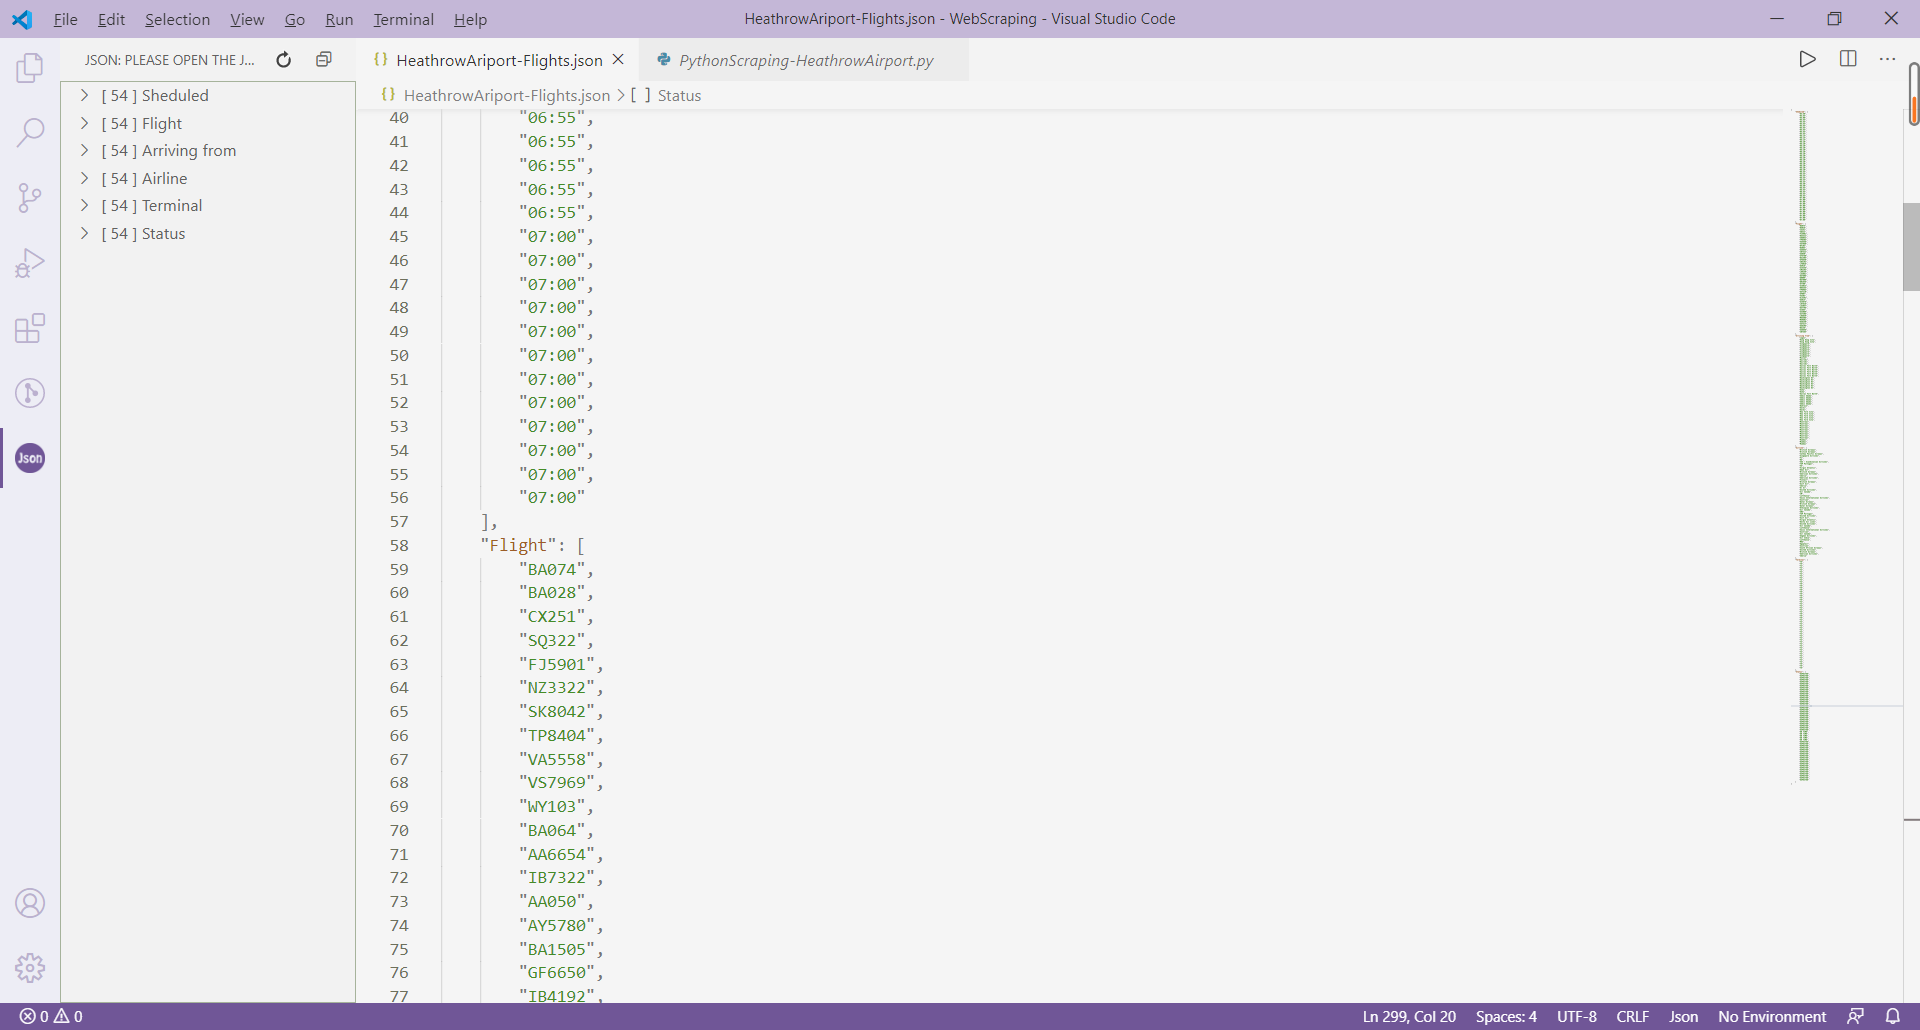 File Edit Selection View Go Run Terminal Help
HeathrowAriport-Flights.json - WebScraping - Visual Studio Code
JSON: PLEASE OPEN THE J...
HeathrowAriport-Flights.json
PythonScraping-HeathrowAirport.py
HeathrowAriport-Flights.json > [ ] Status
[ 54 ] Sheduled
[ 54 ] Flight
[ 54 ] Arriving from
[ 54 ] Airline
[ 54 ] Terminal
[ 54 ] Status
Json
40 "06:55",
41 "06:55",
42 "06:55",
43 "06:55",
44 "06:55",
45 "07:00",
46 "07:00",
47 "07:00",
48 "07:00",
49 "07:00",
50 "07:00",
51 "07:00",
52 "07:00",
53 "07:00",
54 "07:00",
55 "07:00",
56 "07:00"
57 ],
58 "Flight": [
59 "BA074",
60 "BA028",
61 "CX251",
62 "SQ322",
63 "FJ5901",
64 "NZ3322",
65 "SK8042",
66 "TP8404",
67 "VA5558",
68 "VS7969",
69 "WY103",
70 "BA064",
71 "AA6654",
72 "IB7322",
73 "AA050",
74 "AY5780",
75 "BA1505",
76 "GF6650",
77 "IB4192",
0 0
Ln 299, Col 20 Spaces: 4 UTF-8 CRLF Json No Environment